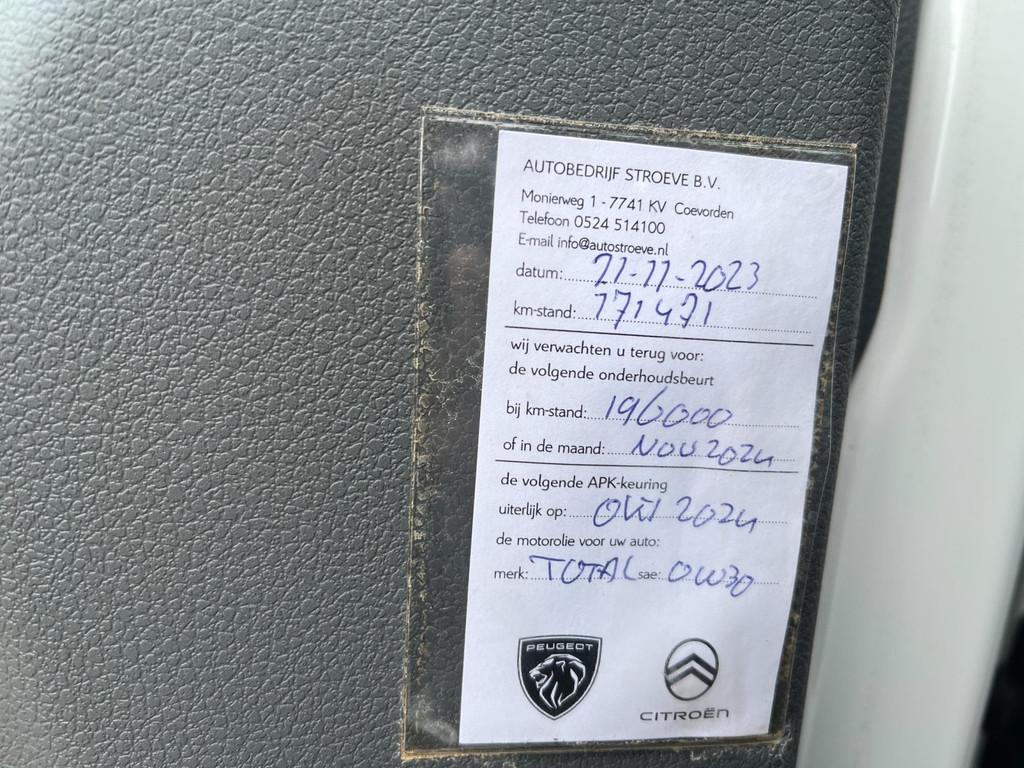 AUTOBEDRIJF STROEVE B.V.
Monierweg 1 - 7741 KV Coevorden
Telefoon 0524 514100
E-mail info@autostroeve.nl
datum: 21-11-2023
km-stand: 171471
wij verwachten u terug voor:
de volgende onderhoudsbeurt
bij km-stand: 196000
of in de maand: NOV 2024
de volgende APK-keuring
uiterlijk op: Okt 2024
de motorolie voor uw auto:
merk: TOTAL sae: 0W30
PEUGEOT
CITROËN